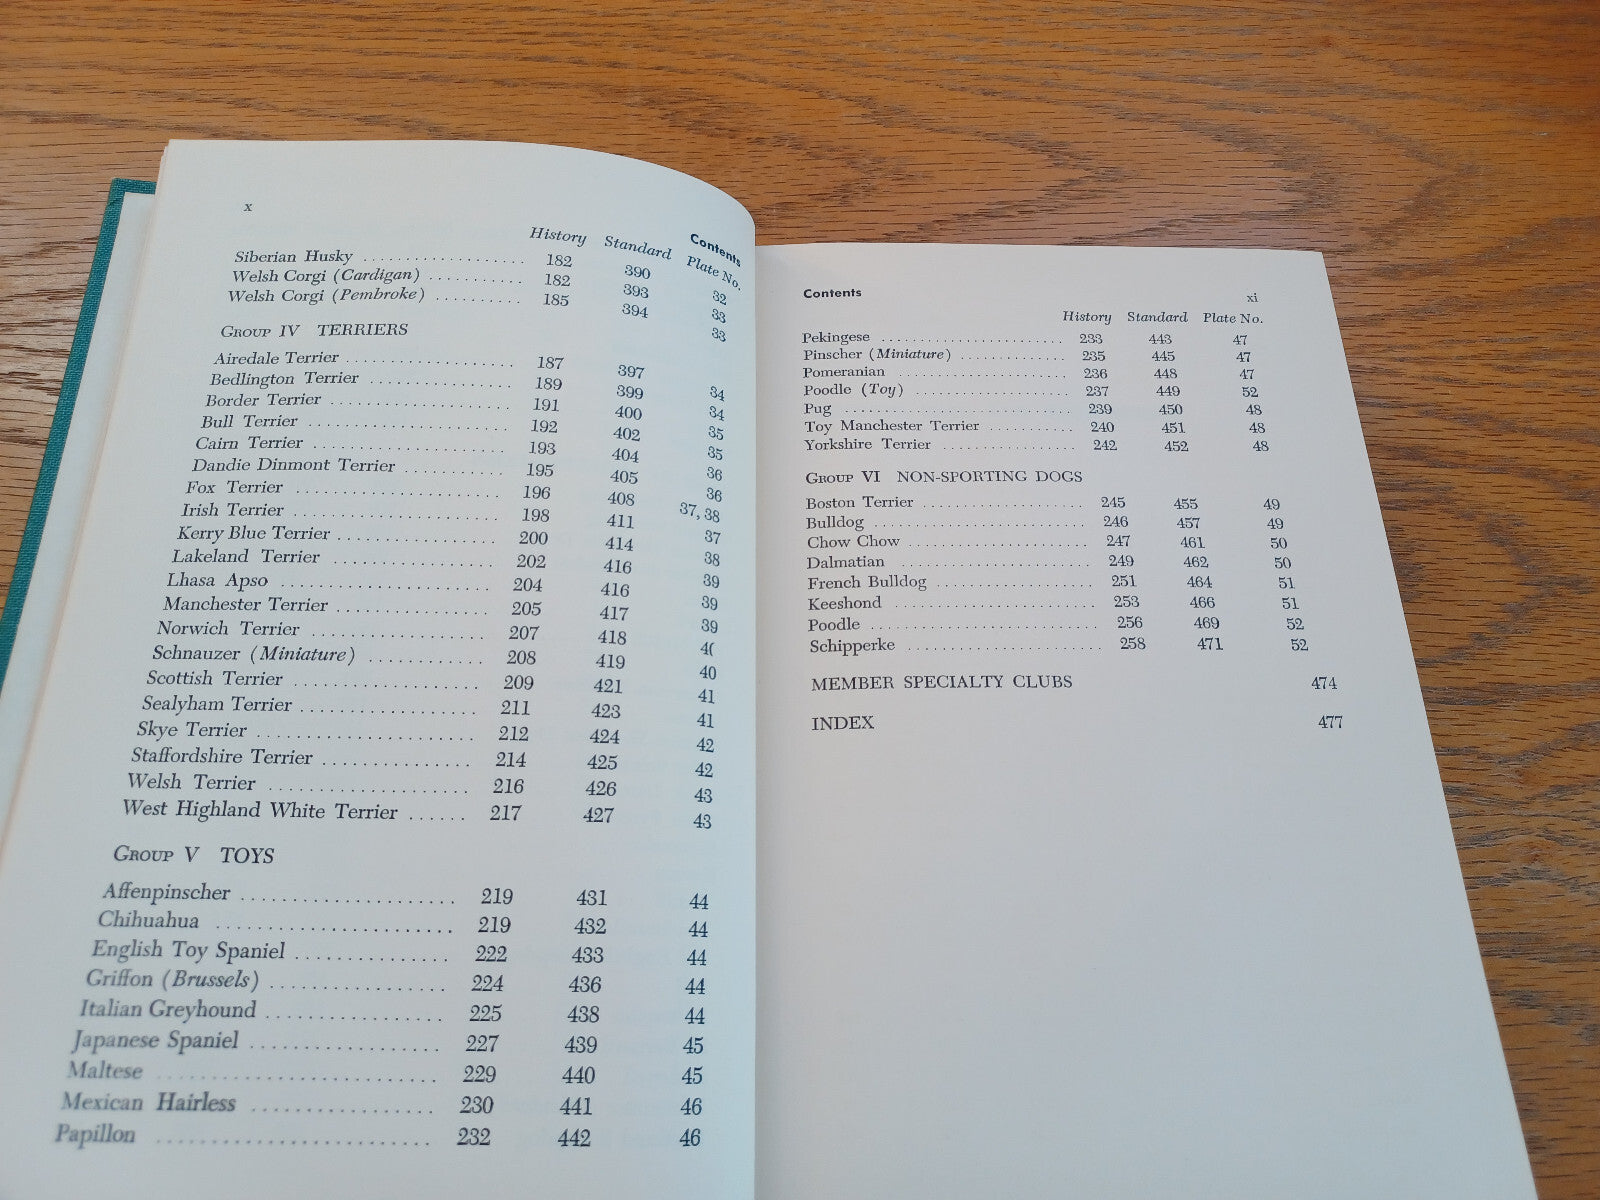 x
Contents
History Standard Plate No.
Siberian Husky ................... 182 390 32
Welsh Corgi (Cardigan) ........... 182 393 33
Welsh Corgi (Pembroke) .......... 185 394 33
GROUP IV TERRIERS
Airedale Terrier .................... 187 397 34
Bedlington Terrier ................. 189 399 34
Border Terrier ..................... 191 400 35
Bull Terrier ....................... 192 402 35
Cairn Terrier ...................... 193 404 36
Dandie Dinmont Terrier ............ 195 405 36
Fox Terrier ........................ 196 408 37, 38
Irish Terrier ....................... 198 411 37
Kerry Blue Terrier ................ 200 414 38
Lakeland Terrier .................. 202 416 39
Lhasa Apso ....................... 204 416 39
Manchester Terrier ................ 205 417 39
Norwich Terrier ................... 207 418 40
Schnauzer (Miniature) ............ 208 419 40
Scottish Terrier ................... 209 421 41
Sealyham Terrier .................. 211 423 41
Skye Terrier ...................... 212 424 42
Staffordshire Terrier .............. 214 425 42
Welsh Terrier ..................... 216 426 43
West Highland White Terrier ...... 217 427 43
GROUP V TOYS
Affenpinscher ..................... 219 431 44
Chihuahua ....................... 219 432 44
English Toy Spaniel ............... 222 433 44
Griffon (Brussels) ................. 224 436 44
Italian Greyhound ................. 225 438 44
Japanese Spaniel .................. 227 439 45
Maltese .......................... 229 440 45
Mexican Hairless ................. 230 441 46
Papillon .......................... 232 442 46
Contents
xi
History Standard Plate No.
Pekingese ......................... 233 443 47
Pinscher (Miniature) .............. 235 445 47
Pomeranian ....................... 236 448 47
Poodle (Toy) ..................... 237 449 52
Pug .............................. 239 450 48
Toy Manchester Terrier ........... 240 451 48
Yorkshire Terrier ................. 242 452 48
GROUP VI NON-SPORTING DOGS
Boston Terrier .................... 245 455 49
Bulldog ........................... 246 457 49
Chow Chow ...................... 247 461 50
Dalmatian ........................ 249 462 50
French Bulldog ................... 251 464 51
Keeshond ......................... 253 466 51
Poodle ............................ 256 469 52
Schipperke ........................ 258 471 52
MEMBER SPECIALTY CLUBS 474
INDEX 477